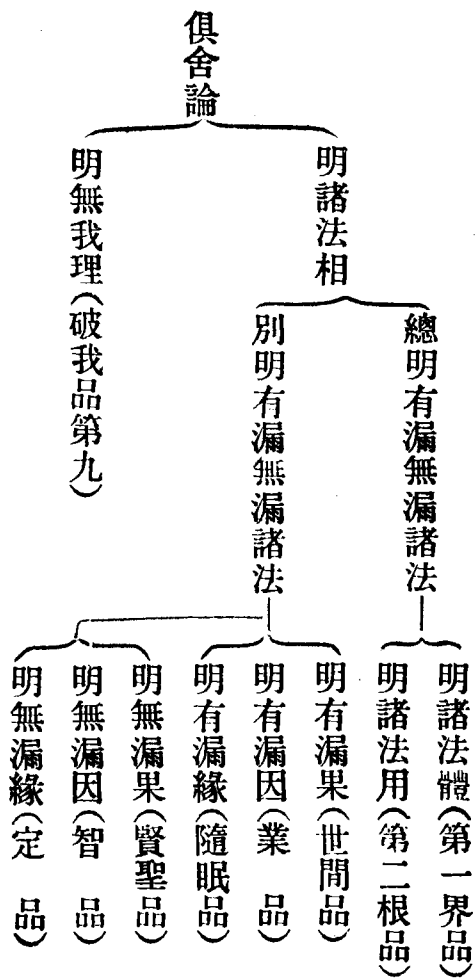 俱舍論
明諸法相
總明有漏無漏諸法
明諸法體(第一界品)
明諸法用(第二根品)
別明有漏無漏諸法
明有漏果(世間品)
明有漏因(業 品)
明有漏緣(隨眠品)
明無漏果(賢聖品)
明無漏因(智 品)
明無漏緣(定 品)
明無我理(破我品第九)